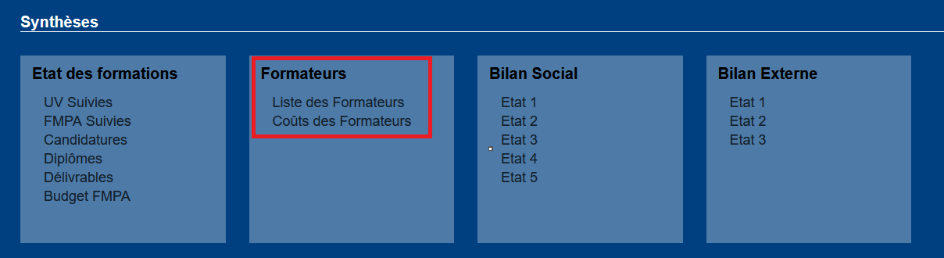 Synthèses
Etat des formations
UV Suivies
FMPA Suivies
Candidatures
Diplômes
Délivrables
Budget FMPA
Formateurs
Liste des Formateurs
Coûts des Formateurs
Bilan Social
Etat 1
Etat 2
Etat 3
Etat 4
Etat 5
Bilan Externe
Etat 1
Etat 2
Etat 3